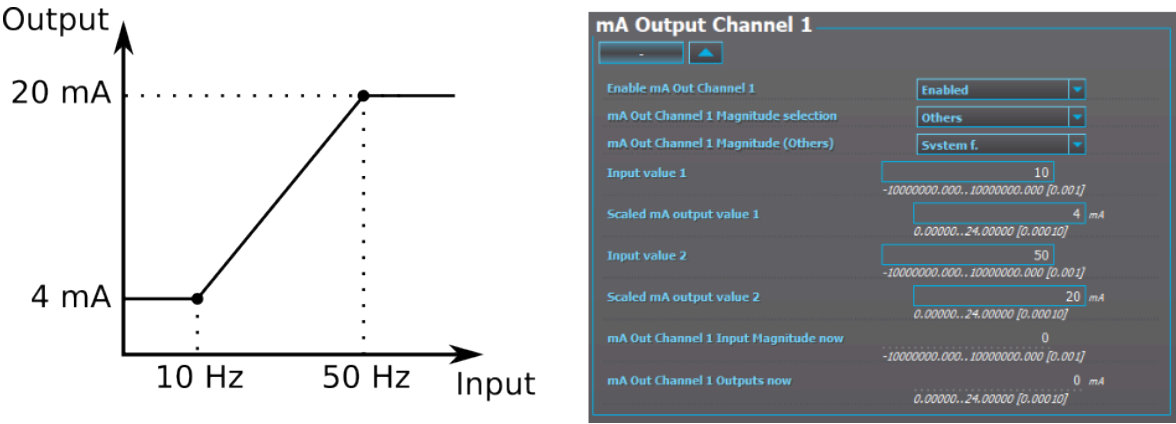 Output
20 mA
4 mA
10 Hz
50 Hz
Input
mA Output Channel 1
-
Enable mA Out Channel 1
Enabled
mA Out Channel 1 Magnitude selection
Others
mA Out Channel 1 Magnitude (Others)
System f.
Input value 1
10
-10000000.000..10000000.000 [0.001]
Scaled mA output value 1
4 mA
0.00000..24.00000 [0.00010]
Input value 2
50
-10000000.000..10000000.000 [0.001]
Scaled mA output value 2
20 mA
0.00000..24.00000 [0.00010]
mA Out Channel 1 Input Magnitude now
0
-10000000.000..10000000.000 [0.001]
mA Out Channel 1 Outputs now
0 mA
0.00000..24.00000 [0.00010]